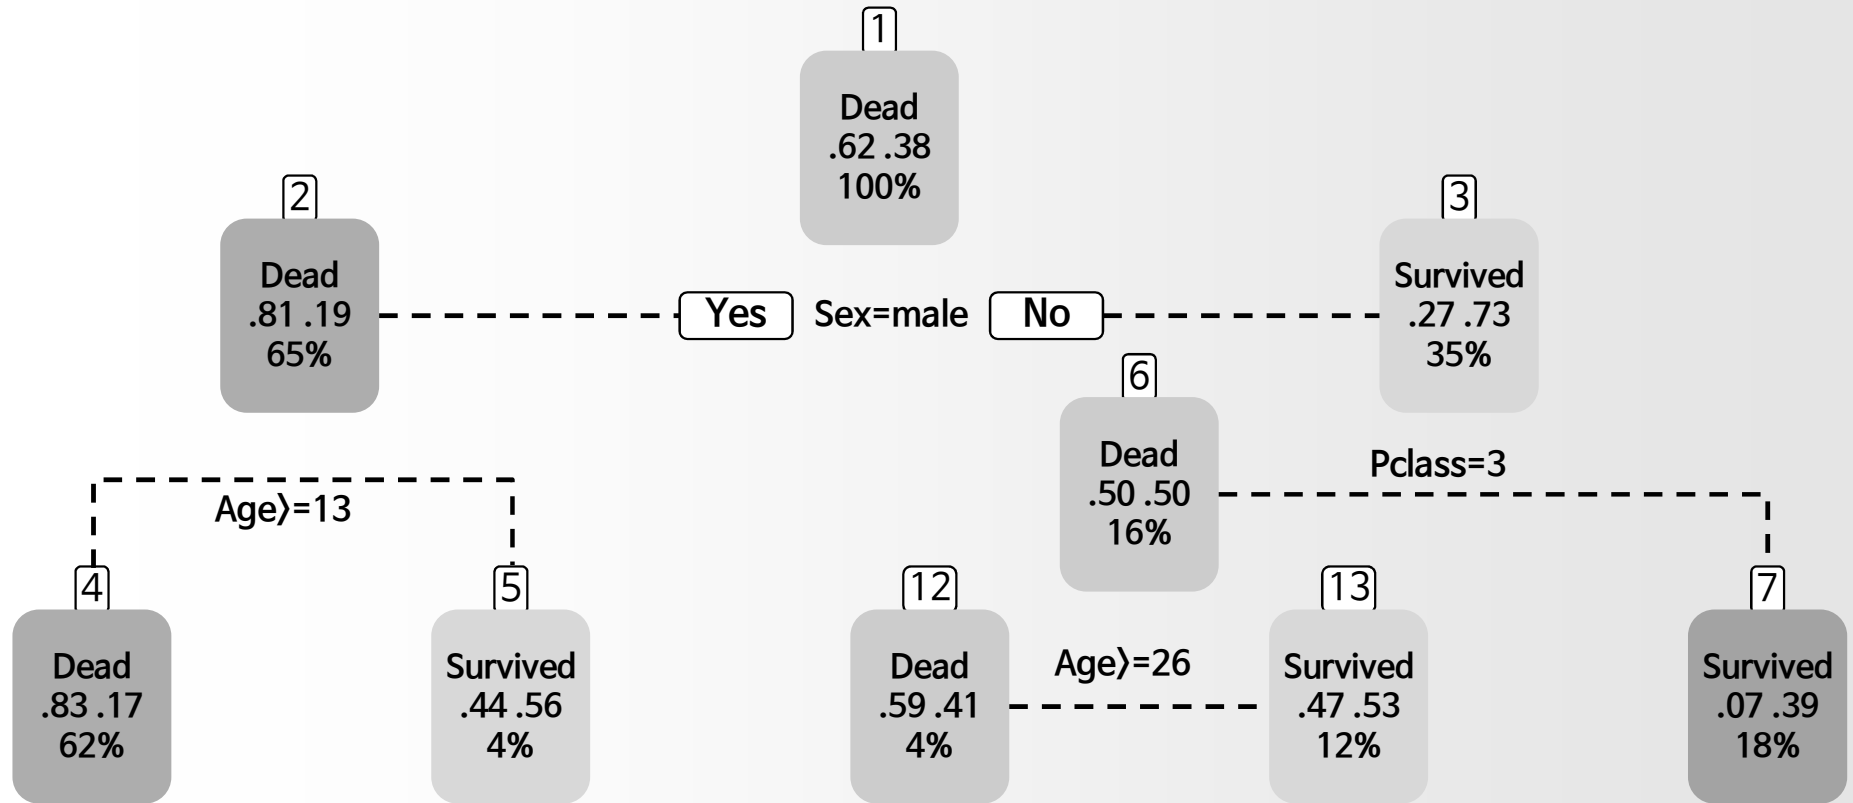 1
Dead
.62 .38
100%
2
Dead
.81 .19
65%
Yes Sex=male No
3
Survived
.27 .73
35%
6
Dead
.50 .50
16%
Age⟩=13
Pclass=3
4
Dead
.83 .17
62%
5
Survived
.44 .56
4%
12
Dead
.59 .41
4%
Age⟩=26
13
Survived
.47 .53
12%
7
Survived
.07 .39
18%